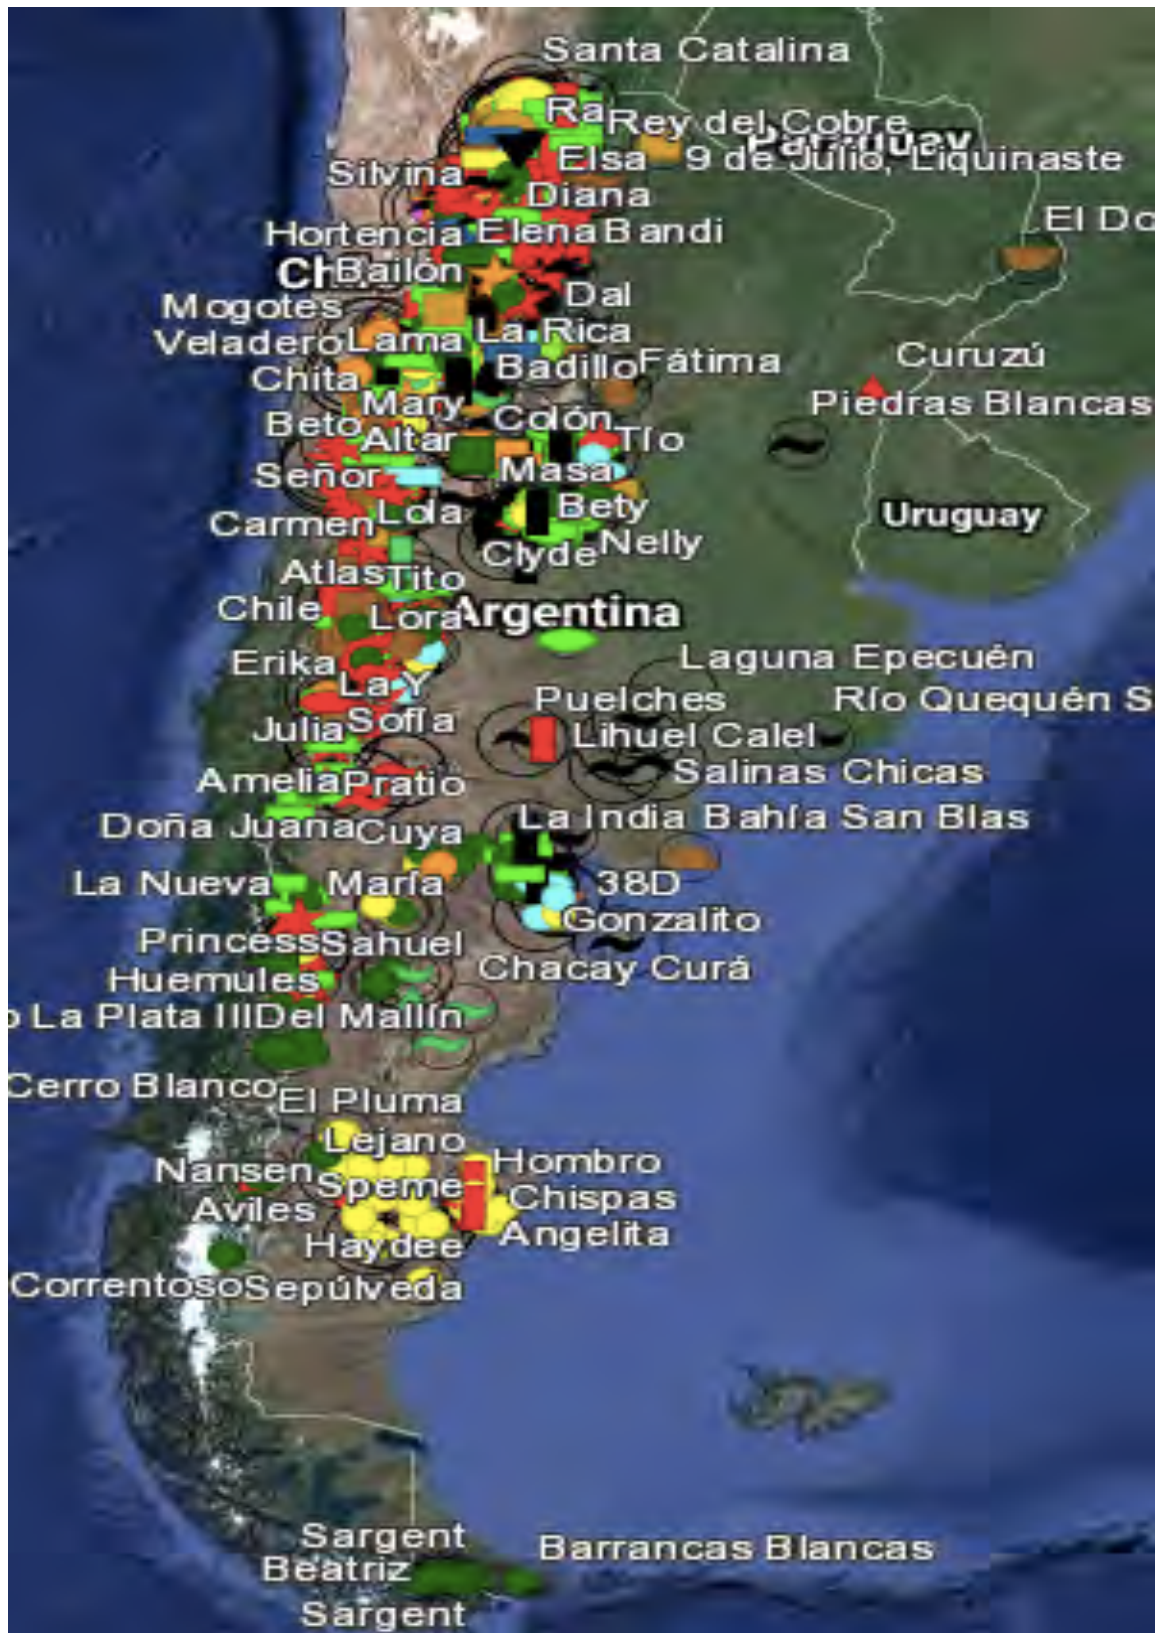 Santa Catalina
Ra
Rey del Cobre
Paraguay
Silvina
Elsa
9 de Julio, Liquinaste
Diana
El Do
Hortencia
Elena
Bandi
Ch
Bailón
Mogotes
Dal
Veladero
Lama
La Rica
Curuzú
Chita
Badillo
Fátima
Mary
Piedras Blancas
Beto
Altar
Colón
Tío
Señor
Masa
Carmen
Lola
Bety
Uruguay
Clyde
Nelly
Atlas
Tito
Chile
Lora
Argentina
Erika
Laguna Epecuén
La Y
Puelches
Río Quequén S
Julia
Sofía
Lihuel Calel
Amelia
Pratio
Salinas Chicas
Doña Juana
Cuya
La India
Bahía San Blas
La Nueva
María
38D
Gonzalito
Princess
Sahuel
Huemules
Chacay Curá
o La Plata III
Del Mallín
Cerro Blanco
El Pluma
Lejano
Nansen
Speme
Hombro
Aviles
Chispas
Haydee
Angelita
Correntoso
Sepúlveda
Sargent
Barrancas Blancas
Beatriz
Sargent